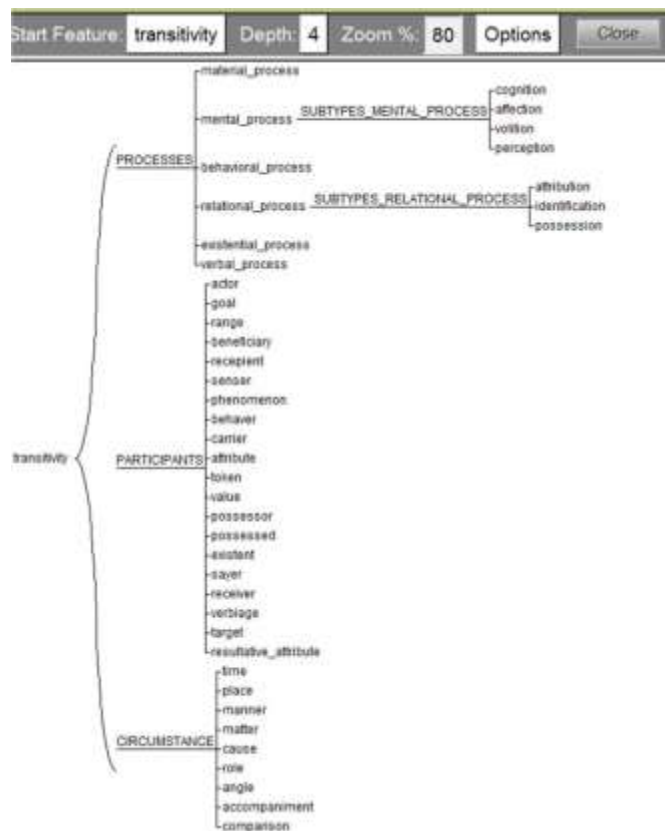 Start Feature: transitivity Depth: 4 Zoom %: 80 Options Close
material_process
cognition
mental_process SUBTYPES_MENTAL_PROCESS affection
volition
perception
PROCESSES
behavioral_process
attribution
relational_process SUBTYPES_RELATIONAL_PROCESS identification
possession
existential_process
verbal_process
actor
goal
range
beneficiary
recepient
senser
phenomenon
behaver
carrier
transitivity PARTICIPANTS attribute
token
value
possessor
possessed
existent
sayer
receiver
verbiage
target
resultative_attribute
time
place
manner
matter
CIRCUMSTANCE cause
role
angle
accompaniment
comparison